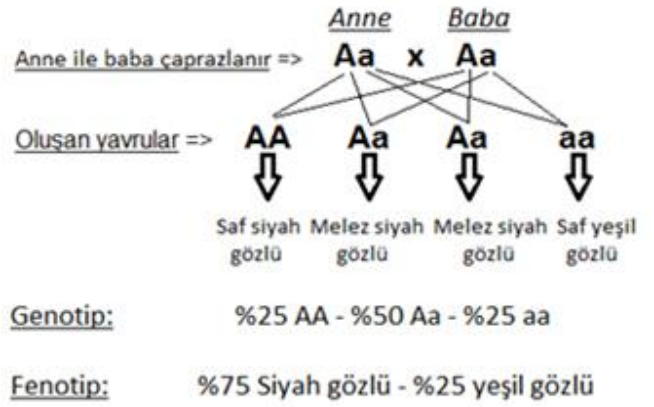 Anne Baba
Anne ile baba çaprazlanır => Aa x Aa
Oluşan yavrular => AA Aa Aa aa
Saf siyah Melez siyah Melez siyah Saf yeşil
gözlü gözlü gözlü gözlü
Genotip: %25 AA - %50 Aa - %25 aa
Fenotip: %75 Siyah gözlü - %25 yeşil gözlü